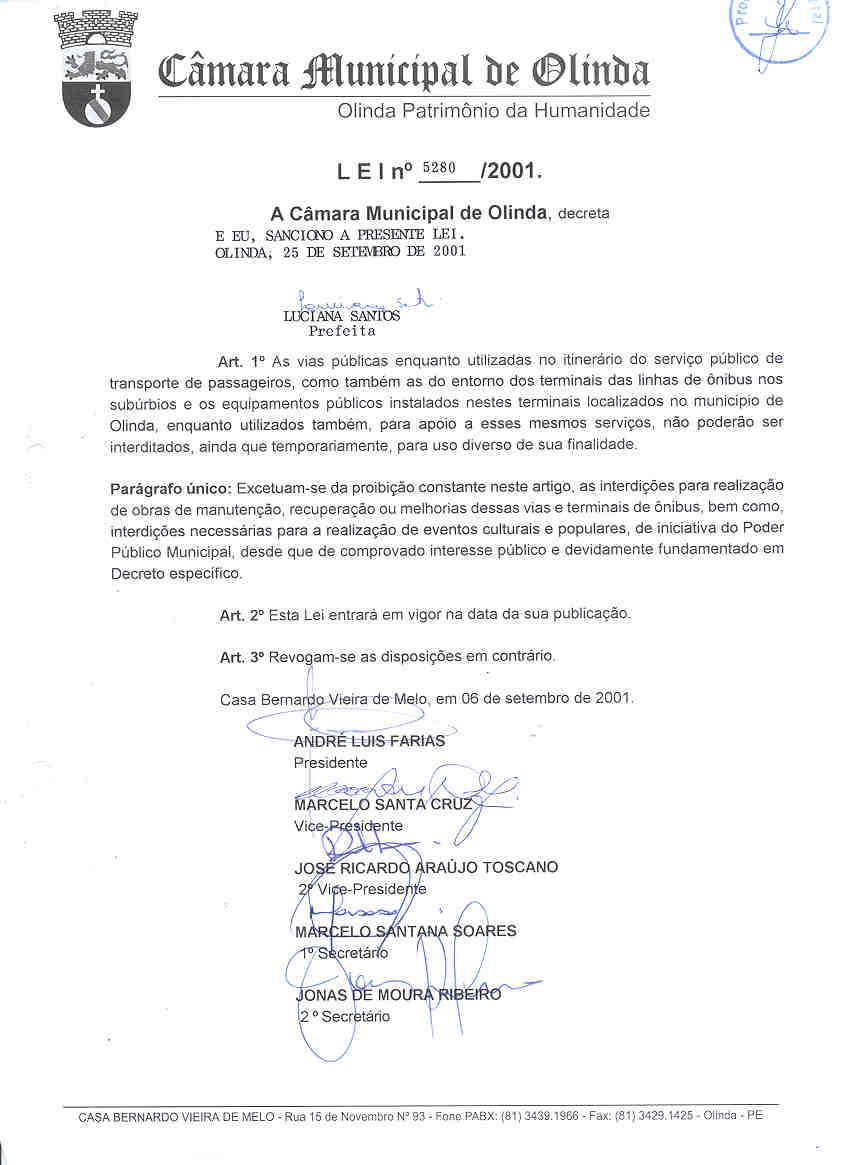 Câmara Municipal de Olinda
Olinda Patrimônio da Humanidade
L E I nº 5280 /2001.
A Câmara Municipal de Olinda, decreta
E EU, SANCIONO A PRESENTE LEI.
OLINDA, 25 DE SETEMBRO DE 2001
LUCIANA SANTOS
Prefeita
Art. 1º As vias públicas enquanto utilizadas no itinerário do serviço público de
transporte de passageiros, como também as do entorno dos terminais das linhas de ônibus nos
subúrbios e os equipamentos públicos instalados nestes terminais localizados no municipio de
Olinda, enquanto utilizados também, para apoio a esses mesmos serviços, não poderão ser
interditados, ainda que temporariamente, para uso diverso de sua finalidade.
Parágrafo único: Excetuam-se da proibição constante neste artigo, as interdições para realização
de obras de manutenção, recuperação ou melhorias dessas vias e terminais de ônibus, bem como,
interdições necessárias para a realização de eventos culturais e populares, de iniciativa do Poder
Público Municipal, desde que de comprovado interesse público e devidamente fundamentado em
Decreto específico.
Art. 2º Esta Lei entrará em vigor na data da sua publicação.
Art. 3º Revogam-se as disposições em contrário.
Casa Bernardo Vieira de Melo, em 06 de setembro de 2001.
ANDRÉ LUIS FARIAS
Presidente
MARCELO SANTA CRUZ
Vice-Presidente
JOSÉ RICARDO ARAÚJO TOSCANO
2º Vice-Presidente
MARCELO SANTANA SOARES
1º Secretário
JONAS DE MOURA RIBEIRO
2 º Secretário
CASA BERNARDO VIEIRA DE MELO - Rua 15 de Novembro Nº 93 - Fone PABX: (81) 3439.1966 - Fax: (81) 3429.1425 - Olinda - PE